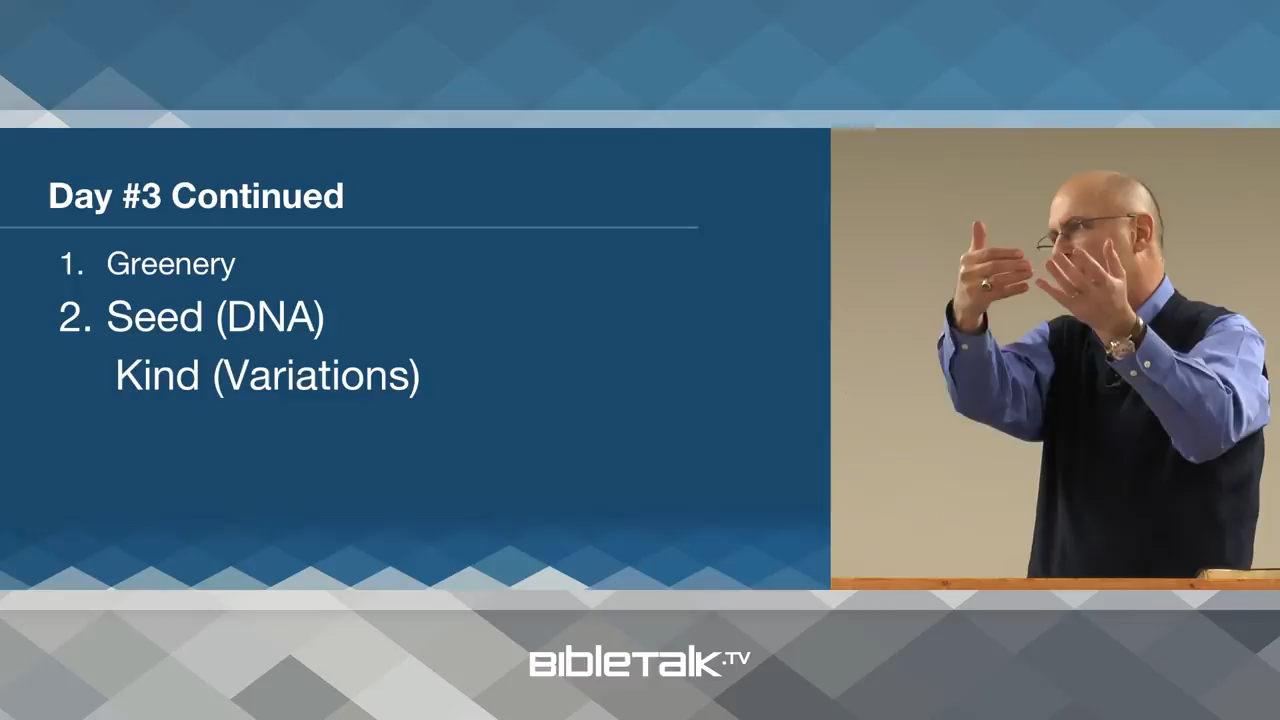 Day #3 Continued
1. Greenery
2. Seed (DNA)
Kind (Variations)
BibleTalk.TV